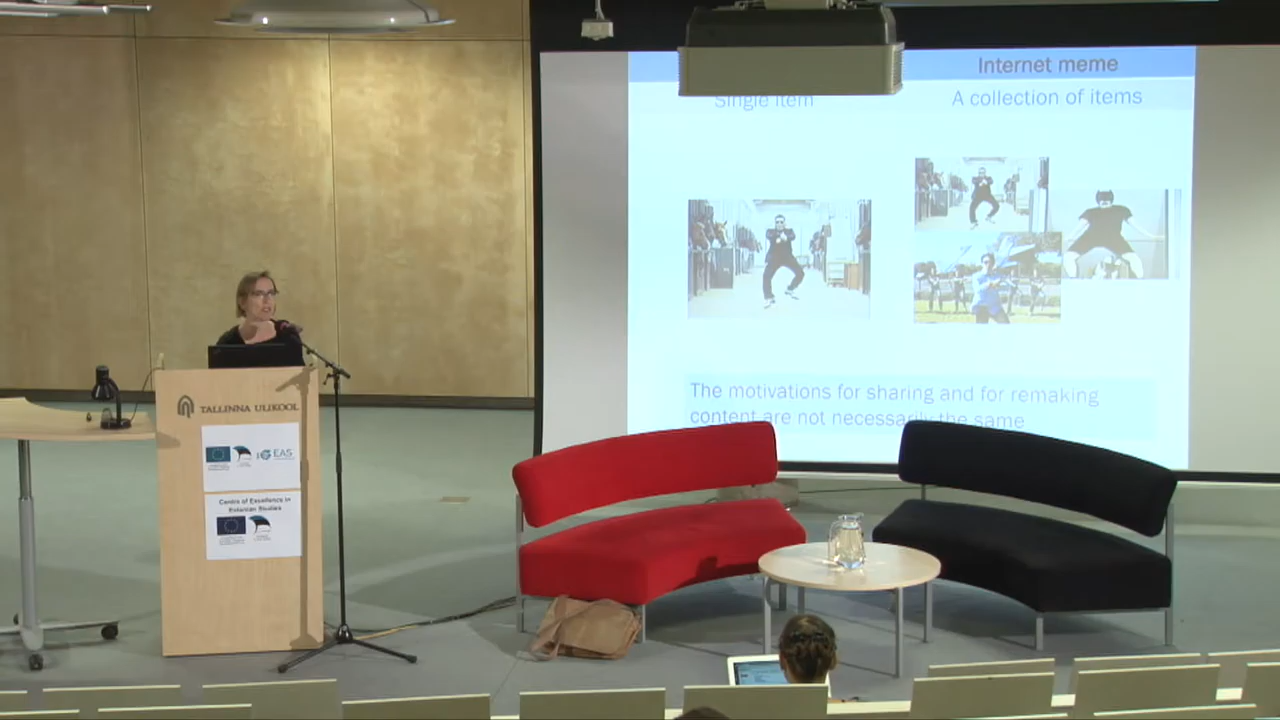 Internet meme
Single item
A collection of items
The motivations for sharing and for remaking
content are not necessarily the same
TALLINNA ÜLIKOOL
EAS
Centre of Excellence in
Estonian Studies